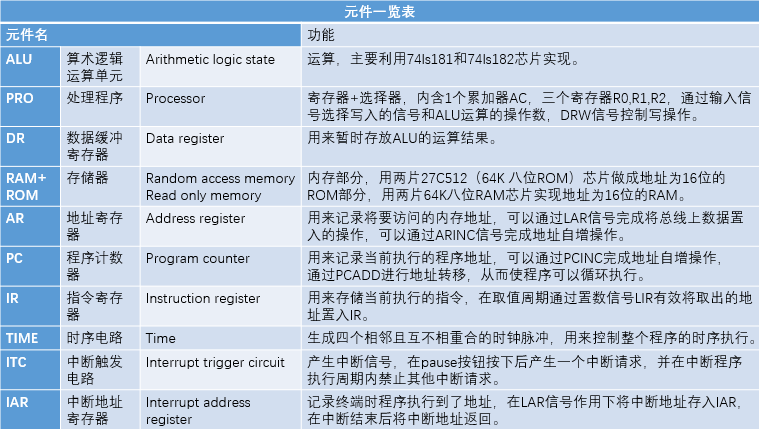 元件一览表
元件名 功能
ALU 算术逻辑 Arithmetic logic state 运算，主要利用74ls181和74ls182芯片实现。
运算单元
PRO 处理程序 Processor 寄存器+选择器，内含1个累加器AC，三个寄存器R0,R1,R2，通过输入信
号选择写入的信号和ALU运算的操作数，DRW信号控制写操作。
DR 数据缓冲 Data register 用来暂时存放ALU的运算结果。
寄存器
RAM+ 存储器 Random access memory 内存部分，用两片27C512（64K 八位ROM）芯片做成地址为16位的
ROM Read only memory ROM部分，用两片64K八位RAM芯片实现地址为16位的RAM。
AR 地址寄存 Address register 用来记录将要访问的内存地址，可以通过LAR信号完成将总线上数据置
器 入的操作，可以通过ARINC信号完成地址自增操作。
PC 程序计数 Program counter 用来记录当前执行的程序地址，可以通过PCINC完成地址自增操作，
器 通过PCADD进行地址转移，从而使程序可以循环执行。
IR 指令寄存 Instruction register 用来存储当前执行的指令，在取值周期通过置数信号LIR有效将取出的地
器 址置入IR。
TIME 时序电路 Time 生成四个相邻且互不相重合的时钟脉冲，用来控制整个程序的时序执行。
ITC 中断触发 Interrupt trigger circuit 产生中断信号，在pause按钮按下后产生一个中断请求，并在中断程序
电路 执行周期内禁止其他中断请求。
IAR 中断地址 Interrupt address 记录终端时程序执行到了地址，在LAR信号作用下将中断地址存入IAR，
寄存器 register 在中断结束后将中断地址返回。